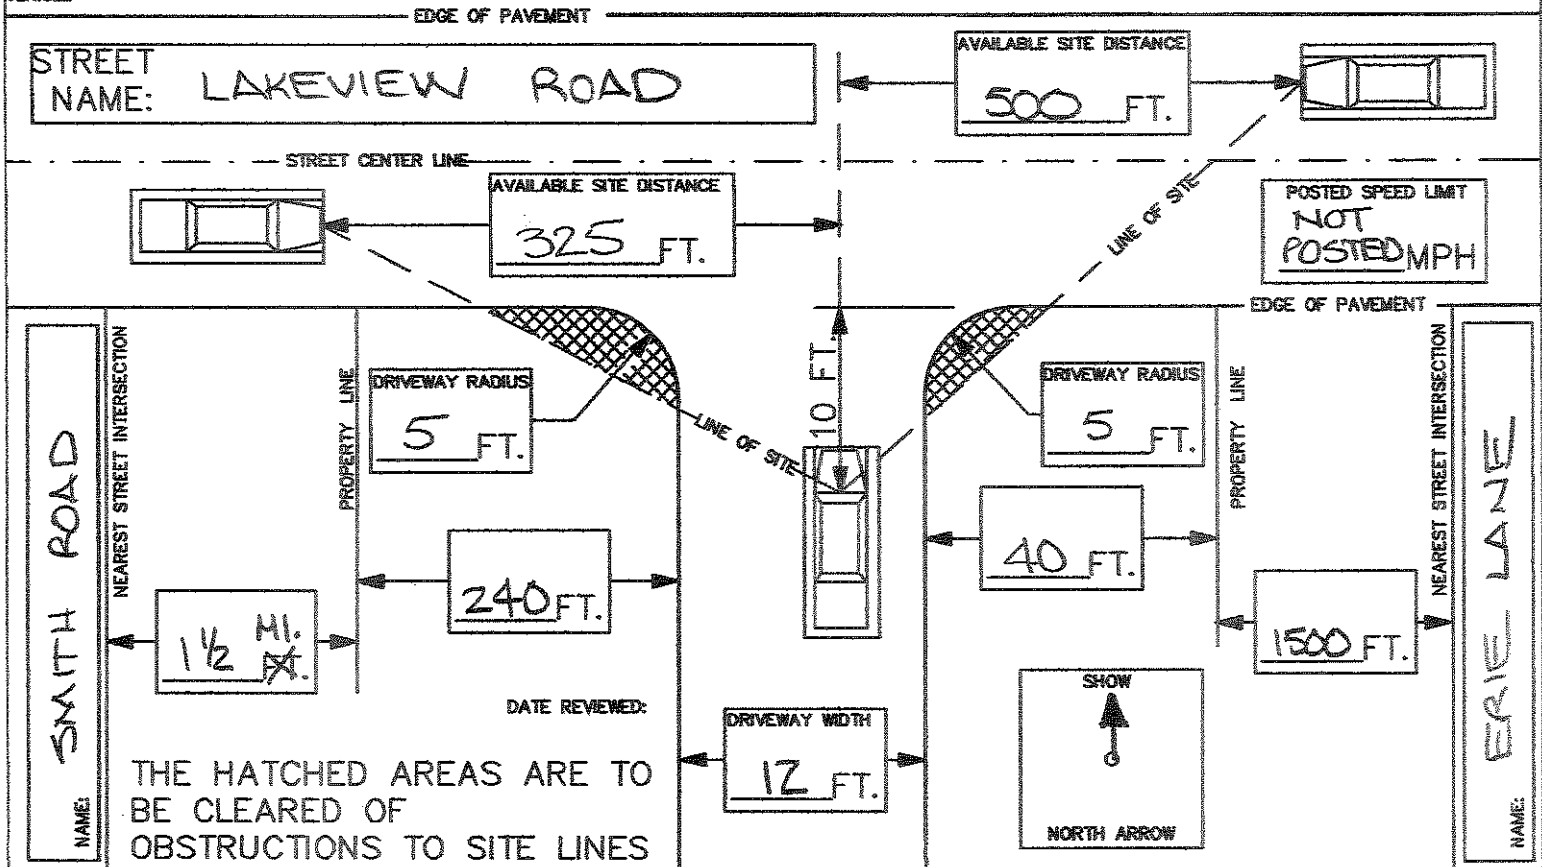 EDGE OF PAVEMENT
STREET NAME: LAKEVIEW ROAD
AVAILABLE SITE DISTANCE
500 FT.
STREET CENTER LINE
AVAILABLE SITE DISTANCE
325 FT.
LINE OF SITE
POSTED SPEED LIMIT
NOT
POSTED MPH
EDGE OF PAVEMENT
NAME: SMITH ROAD
NEAREST STREET INTERSECTION
PROPERTY LINE
DRIVEWAY RADIUS
5 FT.
LINE OF SITE
10 FT.
DRIVEWAY RADIUS
5 FT.
PROPERTY LINE
NEAREST STREET INTERSECTION
NAME: ERIE LANE
1 1/2 MI.
FT.
240 FT.
40 FT.
1500 FT.
DATE REVIEWED:
DRIVEWAY WIDTH
12 FT.
SHOW
NORTH ARROW
THE HATCHED AREAS ARE TO
BE CLEARED OF
OBSTRUCTIONS TO SITE LINES